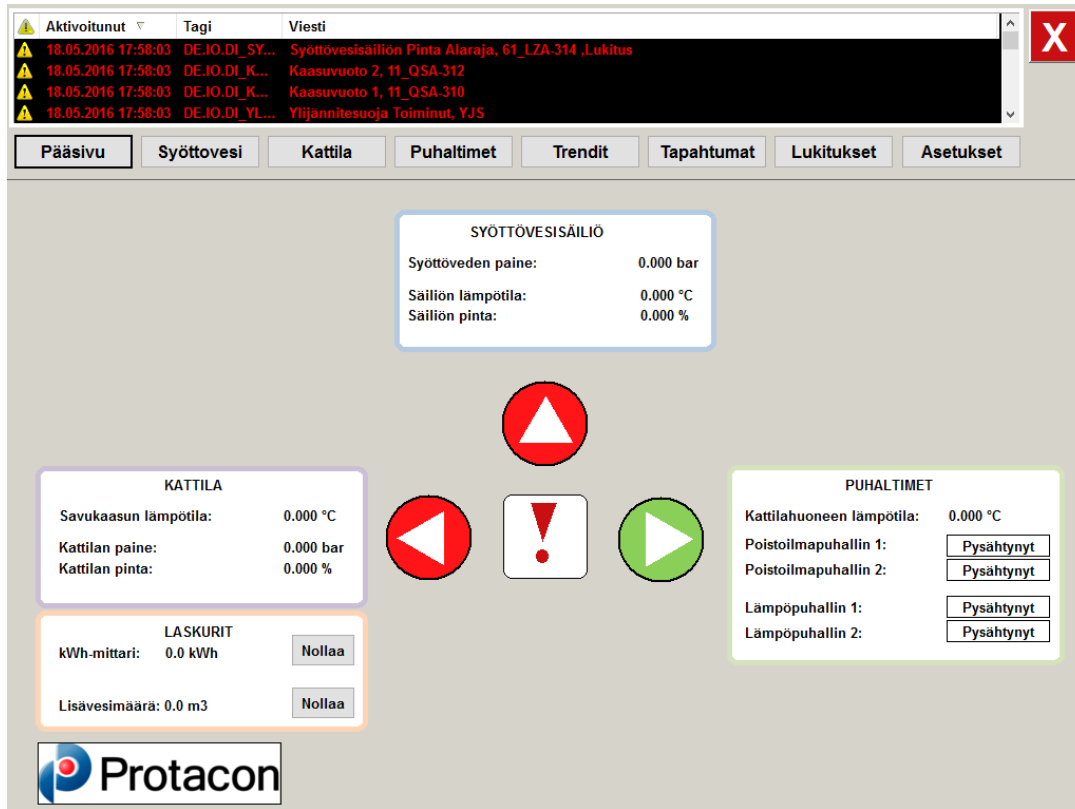 Aktivoitunut Tagi Viesti
18.05.2016 17:58:03 DE.IO.DI_SY... Syöttövesisäiliön Pinta Alaraja, 61_LZA-314 ,Lukitus
18.05.2016 17:58:03 DE.IO.DI_K... Kaasuvuoto 2, 11_QSA-312
18.05.2016 17:58:03 DE.IO.DI_K... Kaasuvuoto 1, 11_QSA-310
18.05.2016 17:58:03 DE.IO.DI_YL... Ylijännitesuoja Toiminut, YJS
X
Pääsivu Syöttovesi Kattila Puhaltimet Trendit Tapahtumat Lukitukset Asetukset
SYÖTTÖVESISÄILIÖ
Syöttöveden paine: 0.000 bar
Säiliön lämpötila: 0.000 °C
Säiliön pinta: 0.000 %
KATTILA
Savukaasun lämpötila: 0.000 °C
Kattilan paine: 0.000 bar
Kattilan pinta: 0.000 %
!
PUHALTIMET
Kattilahuoneen lämpötila: 0.000 °C
Poistoilmapuhallin 1: Pysähtynyt
Poistoilmapuhallin 2: Pysähtynyt
Lämpöpuhallin 1: Pysähtynyt
Lämpöpuhallin 2: Pysähtynyt
LASKURIT
kWh-mittari: 0.0 kWh Nollaa
Lisävesimäärä: 0.0 m3 Nollaa
Protacon